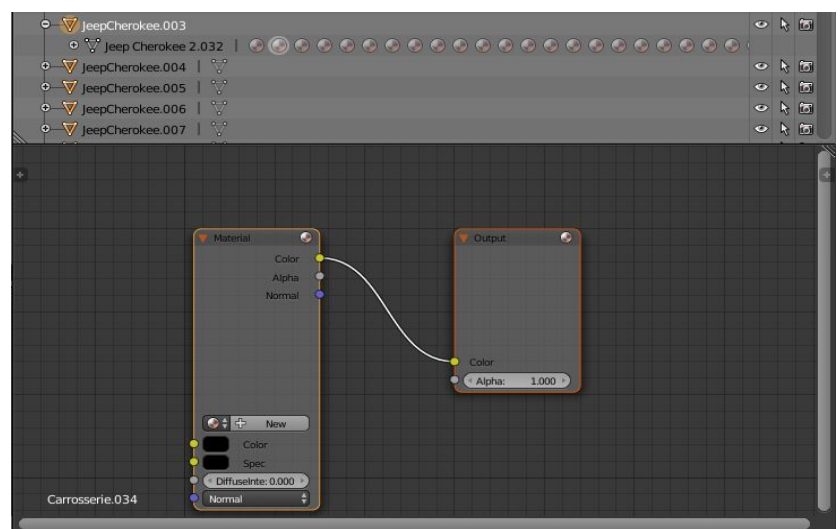 JeepCherokee.003
Jeep Cherokee 2.032
JeepCherokee.004
JeepCherokee.005
JeepCherokee.006
JeepCherokee.007
Material
Color
Alpha
Normal
New
Color
Spec
DiffuseInte: 0.000
Normal
Output
Color
Alpha: 1.000
Carrosserie.034